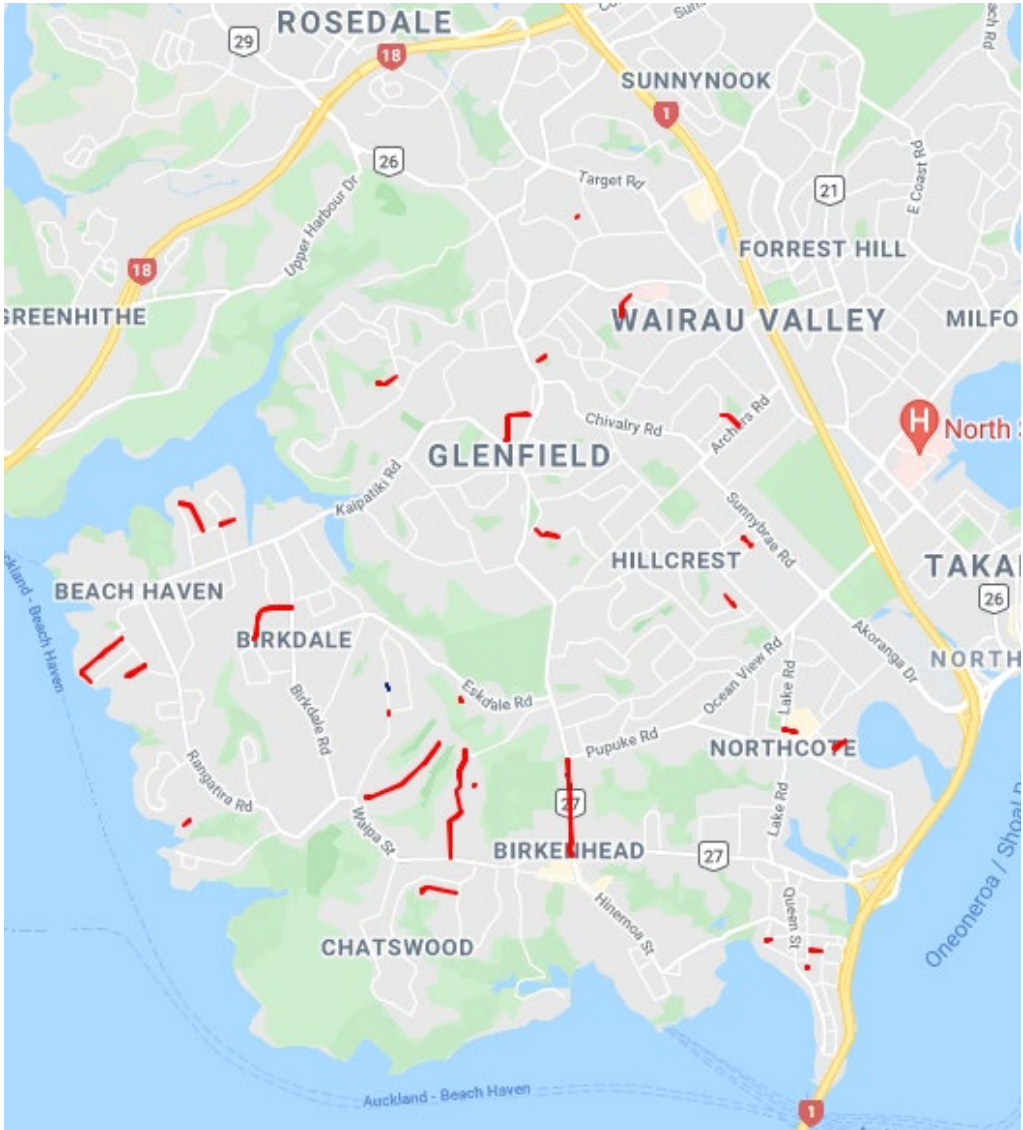 ROSEDALE
29
18
SUNNYNOOK
1
26
Target Rd
21
E Coast Rd
Upper Harbour Dr
FORREST HILL
18
GREENHITHE
WAIRAU VALLEY
MILFO
Chivalry Rd
Archers Rd
H
North S
GLENFIELD
Kaipatiki Rd
Sunnybrae Rd
HILLCREST
TAKA
26
BEACH HAVEN
BIRKDALE
Akoranga Dr
NORTH
Auckland - Beach Haven
Eskdale Rd
Ocean View Rd
Lake Rd
Birkdale Rd
Pupuke Rd
NORTHCOTE
Rangatira Rd
27
Lake Rd
Waipa St
BIRKENHEAD
27
Hinemoa St
Queen St
CHATSWOOD
Oneoneroa / Shoal
Auckland - Beach Haven
1